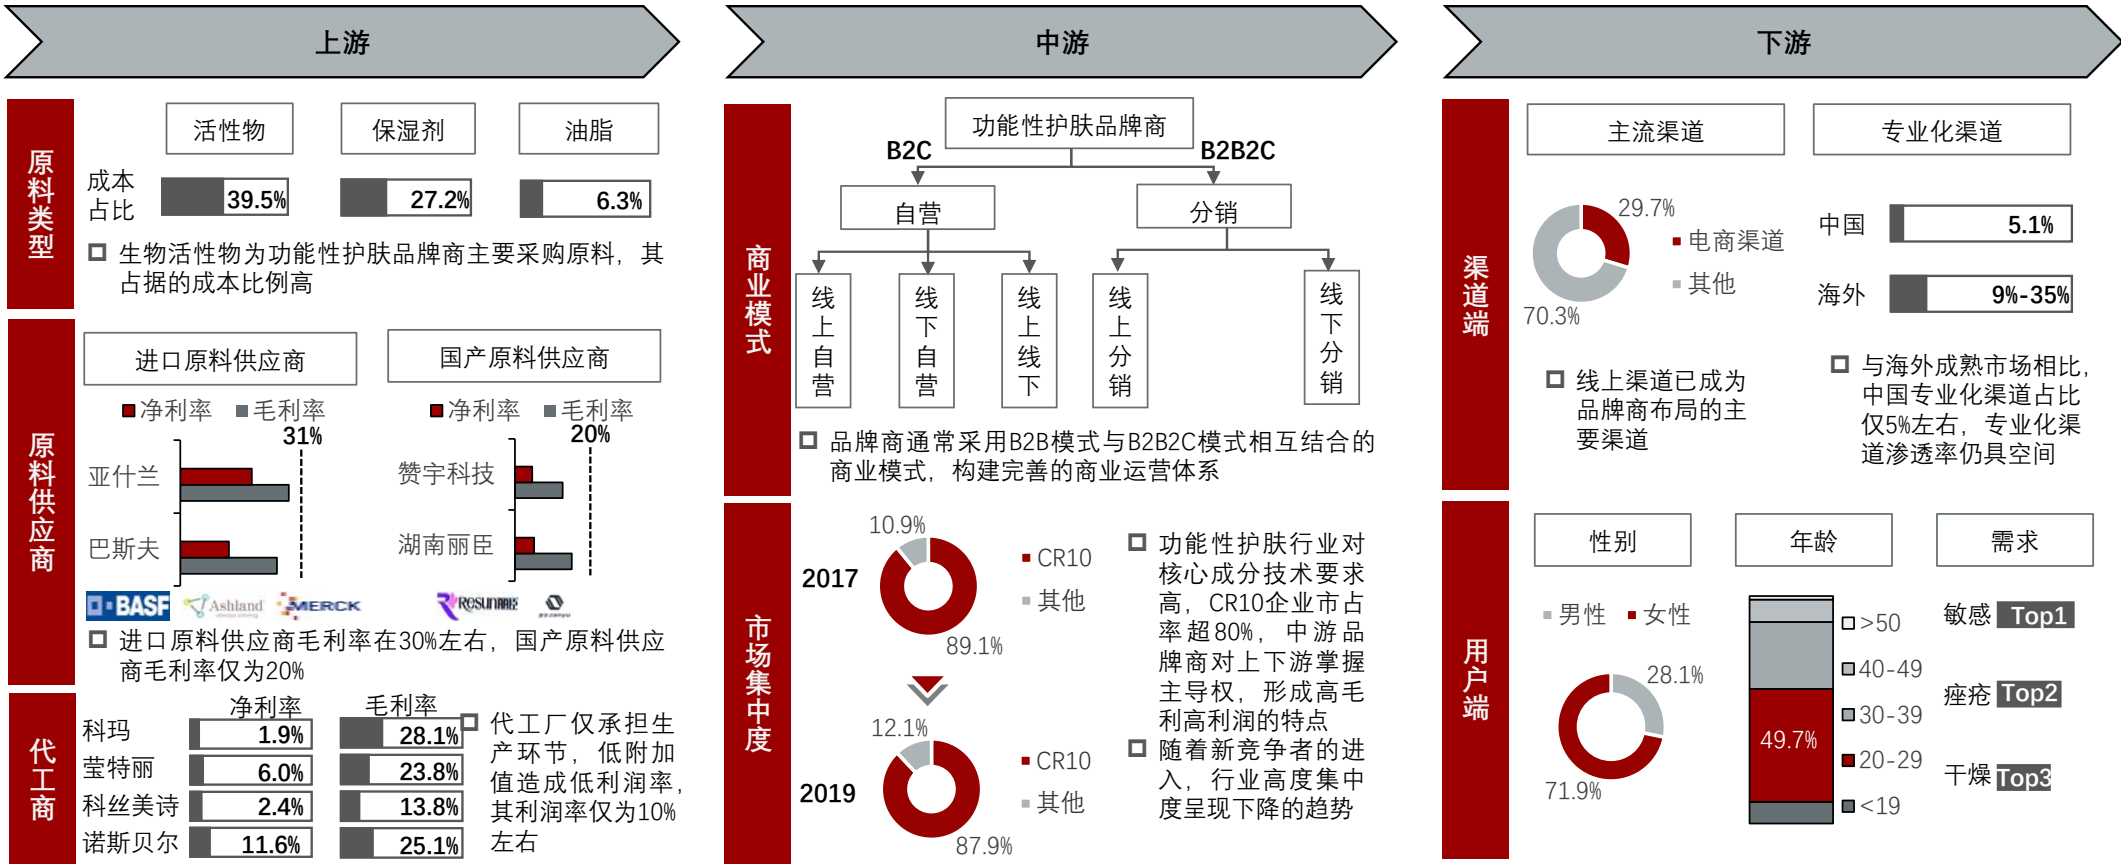 上游
中游
下游
原料类型
活性物
保湿剂
油脂
成本
占比
39.5%
27.2%
6.3%
生物活性物为功能性护肤品牌商主要采购原料，其
占据的成本比例高
原料供应商
进口原料供应商
国产原料供应商
净利率
毛利率
净利率
毛利率
31%
20%
亚什兰
巴斯夫
赞宇科技
湖南丽臣
BASF
Ashland
MERCK
Resun
进口原料供应商毛利率在30%左右，国产原料供应
商毛利率仅为20%
代工商
净利率
毛利率
科玛
1.9%
28.1%
莹特丽
6.0%
23.8%
科丝美诗
2.4%
13.8%
诺斯贝尔
11.6%
25.1%
代工厂仅承担生
产环节，低附加
值造成低利润率，
其利润率仅为10%
左右
商业模式
功能性护肤品牌商
B2C
B2B2C
自营
分销
线上自营
线下自营
线上线下
线上分销
线下分销
品牌商通常采用B2B模式与B2B2C模式相互结合的
商业模式，构建完善的商业运营体系
市场集中度
2017
10.9%
89.1%
CR10
其他
2019
12.1%
87.9%
CR10
其他
功能性护肤行业对
核心成分技术要求
高，CR10企业市占
率超80%，中游品
牌商对上下游掌握
主导权，形成高毛
利高利润的特点
随着新竞争者的进
入，行业高度集中
度呈现下降的趋势
渠道端
主流渠道
专业化渠道
29.7%
70.3%
电商渠道
其他
中国
5.1%
海外
9%-35%
线上渠道已成为
品牌商布局的主
要渠道
与海外成熟市场相比，
中国专业化渠道占比
仅5%左右，专业化渠
道渗透率仍具空间
用户端
性别
年龄
需求
男性
女性
28.1%
71.9%
49.7%
>50
40-49
30-39
20-29
<19
敏感 Top1
痤疮 Top2
干燥 Top3